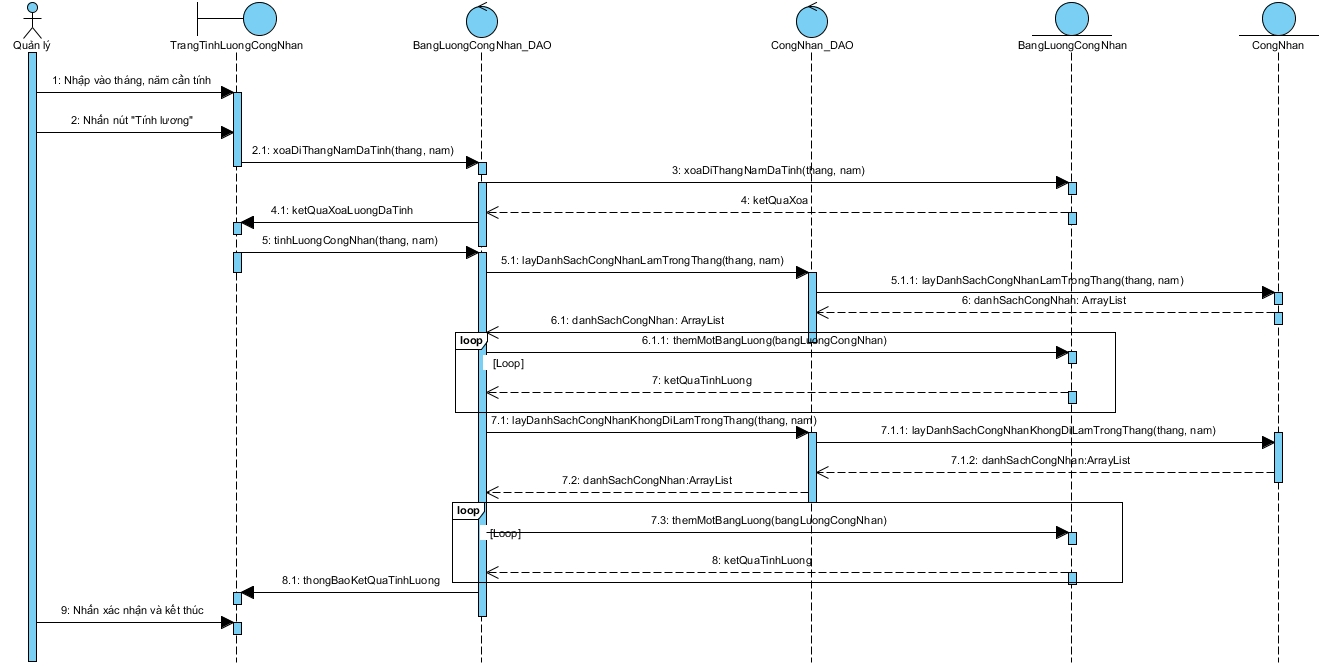 Quản lý
TrangTinhLuongCongNhan
BangLuongCongNhan_DAO
CongNhan_DAO
BangLuongCongNhan
CongNhan
1: Nhập vào tháng, năm cần tính
2: Nhấn nút "Tính lương"
2.1: xoaDiThangNamDaTinh(thang, nam)
3: xoaDiThangNamDaTinh(thang, nam)
4: ketQuaXoa
4.1: ketQuaXoaLuongDaTinh
5: tinhLuongCongNhan(thang, nam)
5.1: layDanhSachCongNhanLamTrongThang(thang, nam)
5.1.1: layDanhSachCongNhanLamTrongThang(thang, nam)
6: danhSachCongNhan: ArrayList
6.1: danhSachCongNhan: ArrayList
loop
6.1.1: themMotBangLuong(bangLuongCongNhan)
[Loop]
7: ketQuaTinhLuong
7.1: layDanhSachCongNhanKhongDiLamTrongThang(thang, nam)
7.1.1: layDanhSachCongNhanKhongDiLamTrongThang(thang, nam)
7.1.2: danhSachCongNhan:ArrayList
7.2: danhSachCongNhan:ArrayList
loop
7.3: themMotBangLuong(bangLuongCongNhan)
[Loop]
8: ketQuaTinhLuong
8.1: thongBaoKetQuaTinhLuong
9: Nhấn xác nhận và kết thúc